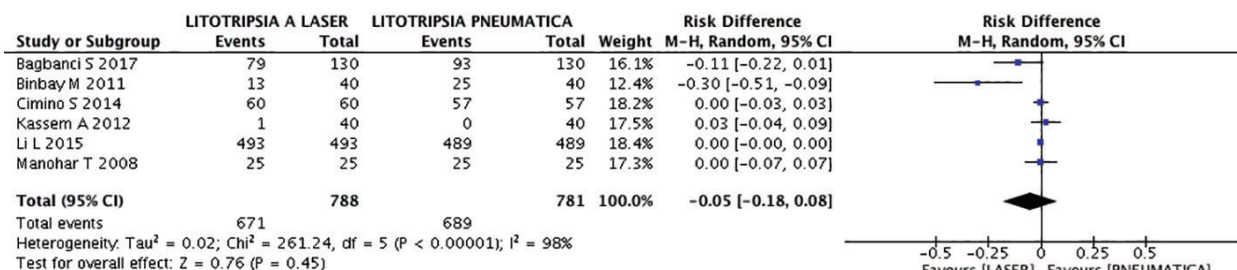 LITOTRIPSIA A LASER LITOTRIPSIA PNEUMATICA Risk Difference Risk Difference
Study or Subgroup Events Total Events Total Weight M-H, Random, 95% CI M-H, Random, 95% CI
Bagbanci S 2017 79 130 93 130 16.1% -0.11 [-0.22, 0.01]
Binbay M 2011 13 40 25 40 12.4% -0.30 [-0.51, -0.09]
Cimino S 2014 60 60 57 57 18.2% 0.00 [-0.03, 0.03]
Kassem A 2012 1 40 0 40 17.5% 0.03 [-0.04, 0.09]
Li L 2015 493 493 489 489 18.4% 0.00 [-0.00, 0.00]
Manohar T 2008 25 25 25 25 17.3% 0.00 [-0.07, 0.07]
Total (95% CI) 788 781 100.0% -0.05 [-0.18, 0.08]
Total events 671 689
Heterogeneity: Tau² = 0.02; Chi² = 261.24, df = 5 (P < 0.00001); I² = 98%
Test for overall effect: Z = 0.76 (P = 0.45)
-0.5 -0.25 0 0.25 0.5
Favours [LASER] Favours [PNEUMATICA]